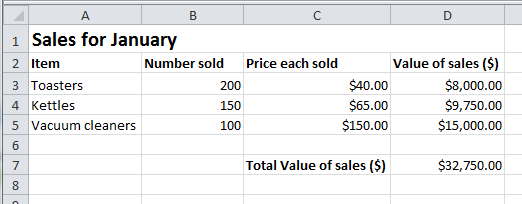 A B C D
1 Sales for January
2 Item Number sold Price each sold Value of sales ($)
3 Toasters 200 $40.00 $8,000.00
4 Kettles 150 $65.00 $9,750.00
5 Vacuum cleaners 100 $150.00 $15,000.00
6
7 Total Value of sales ($) $32,750.00
8